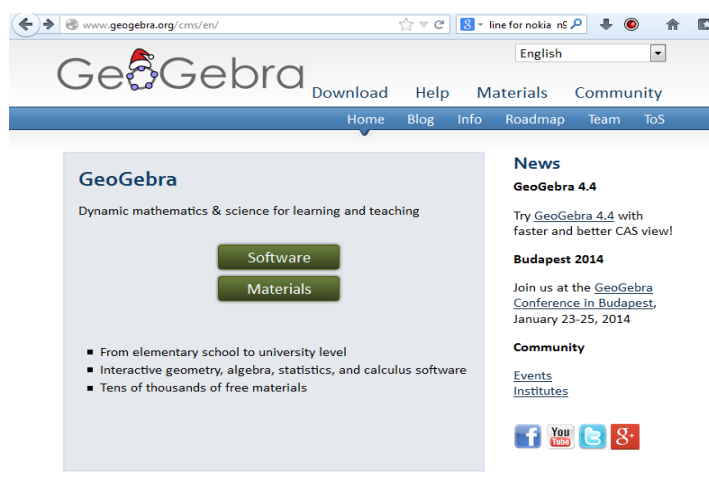 www.geogebra.org/cms/en/
line for nokia n9
English
GeoGebra
Download Help Materials Community
Home Blog Info Roadmap Team ToS
GeoGebra
Dynamic mathematics & science for learning and teaching
Software
Materials
▪ From elementary school to university level
▪ Interactive geometry, algebra, statistics, and calculus software
▪ Tens of thousands of free materials
News
GeoGebra 4.4
Try GeoGebra 4.4 with
faster and better CAS view!
Budapest 2014
Join us at the GeoGebra
Conference in Budapest,
January 23-25, 2014
Community
Events
Institutes
You Tube